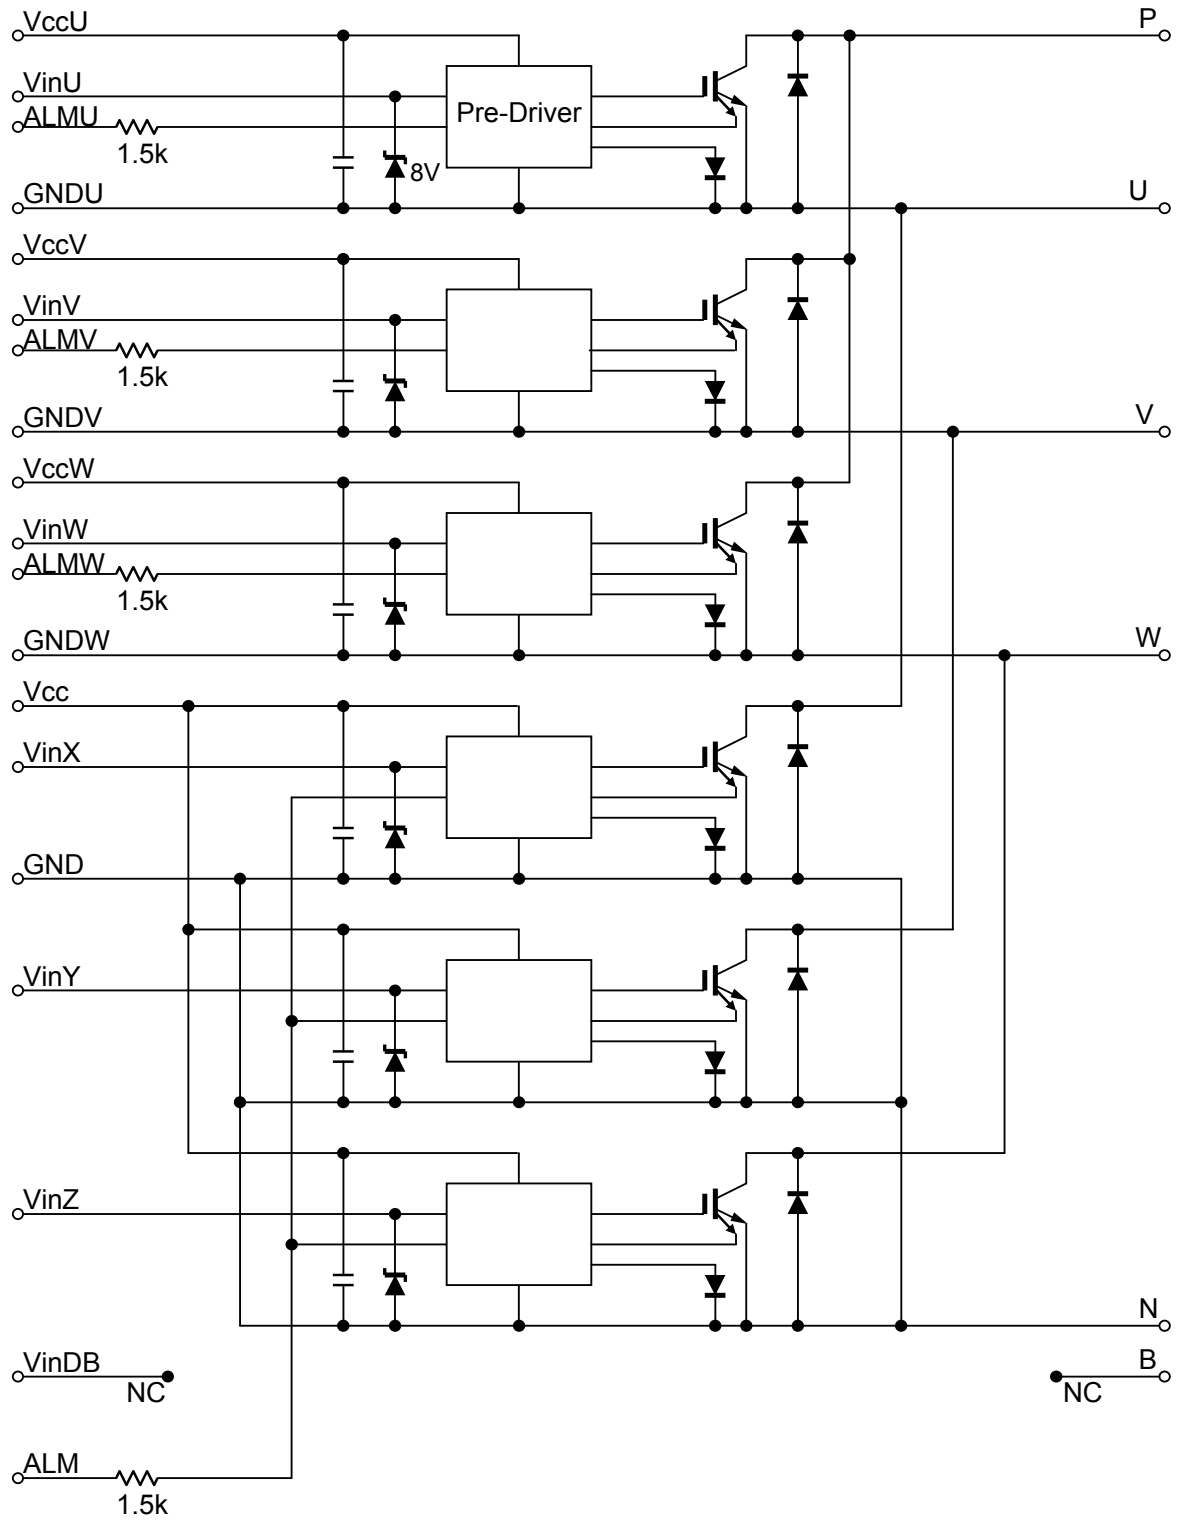 VccU
P
VinU
ALMU
Pre-Driver
1.5k
8V
GNDU
U
VccV
VinV
ALMV
1.5k
GNDV
V
VccW
VinW
ALMW
1.5k
GNDW
W
Vcc
VinX
GND
VinY
VinZ
N
VinDB
NC
B
NC
ALM
1.5k